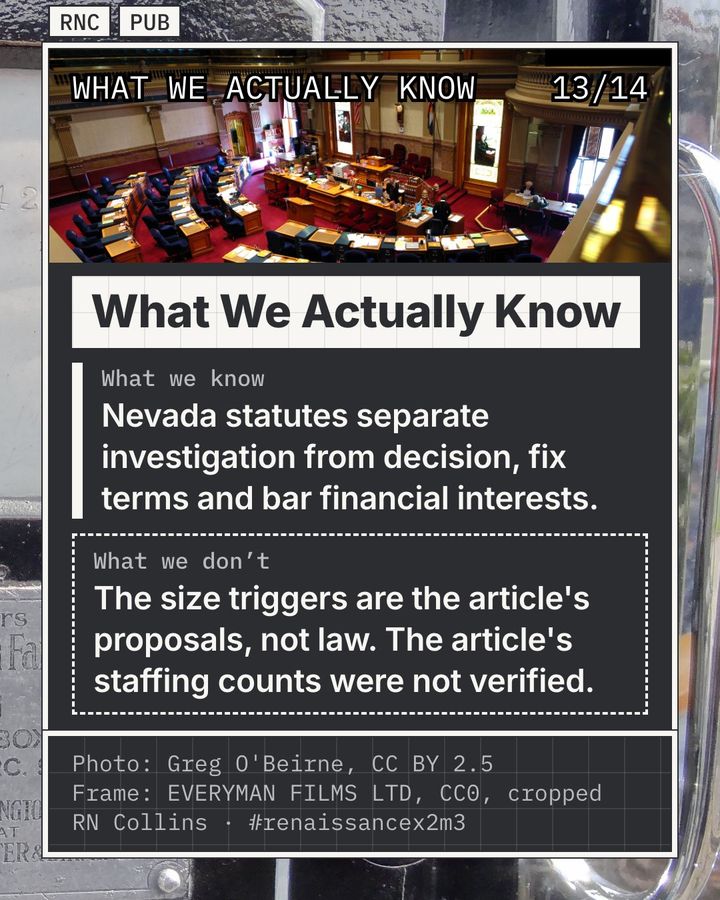 RNC PUB
WHAT WE ACTUALLY KNOW 13/14
What We Actually Know
What we know
Nevada statutes separate
investigation from decision, fix
terms and bar financial interests.
What we don’t
The size triggers are the article's
proposals, not law. The article's
staffing counts were not verified.
Photo: Greg O'Beirne, CC BY 2.5
Frame: EVERYMAN FILMS LTD, CC0, cropped
RN Collins · #renaissancex2m3